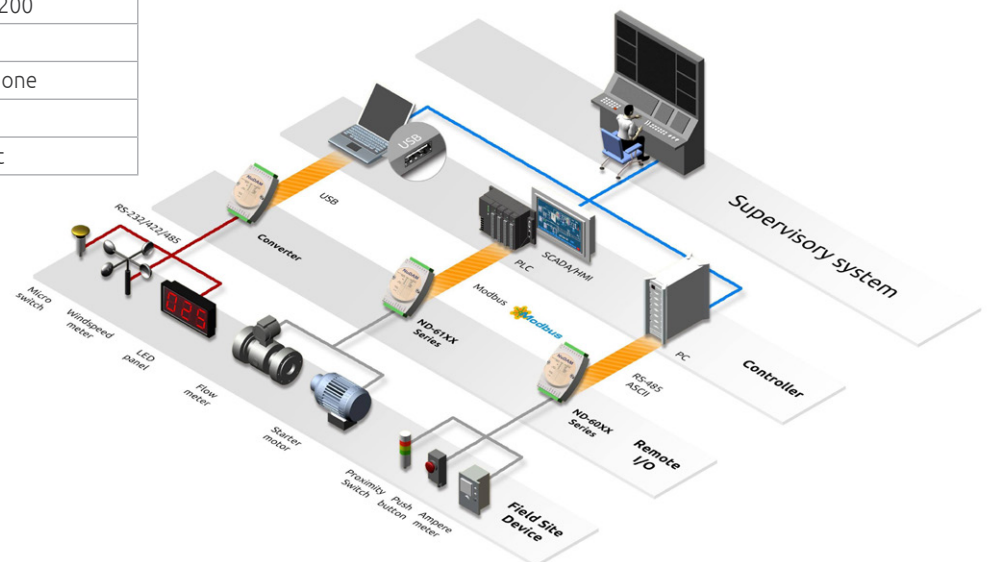 200
one
USB
RS-232/422/485
USB
Converter
Supervisory system
PLC
SCADA/HMI
Micro
switch
Windspeed
meter
025
LED
panel
Modbus
Modbus
ND-61XX
Series
PC
Controller
Flow
meter
RS-485
ASCII
Starter
motor
ND-60XX
Series
Remote
I/O
Proximity
Switch
Push
button
Ampere
meter
Field Site
Device